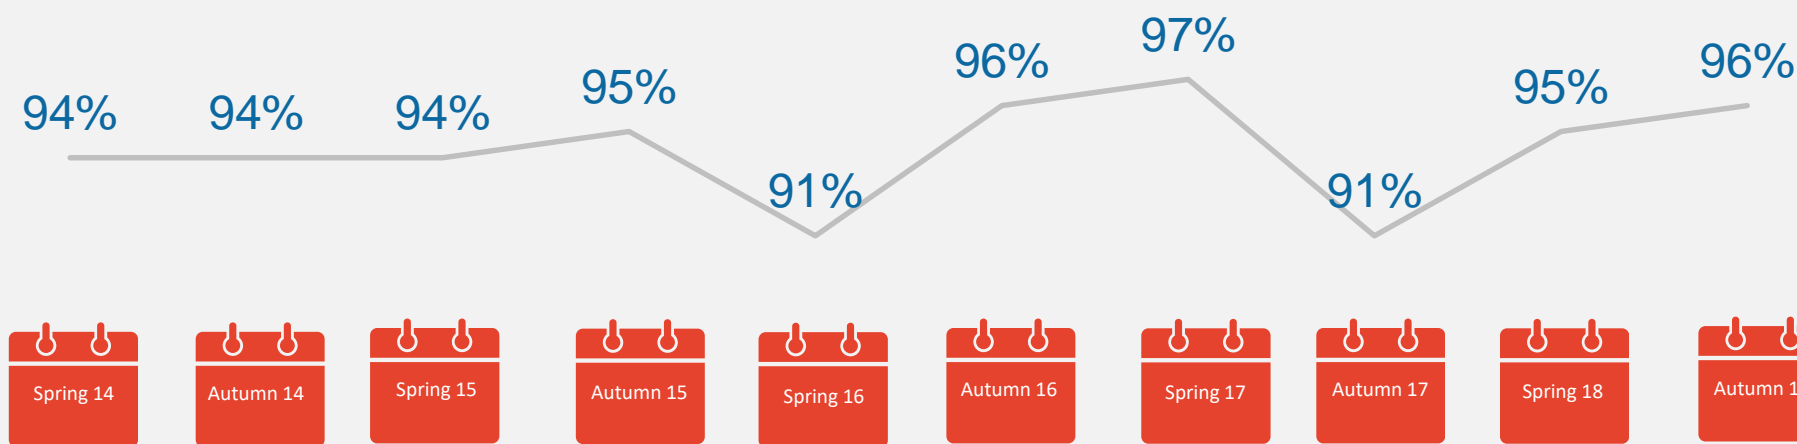 94%
94%
94%
95%
91%
96%
97%
91%
95%
96%
Spring 14
Autumn 14
Spring 15
Autumn 15
Spring 16
Autumn 16
Spring 17
Autumn 17
Spring 18
Autumn 1